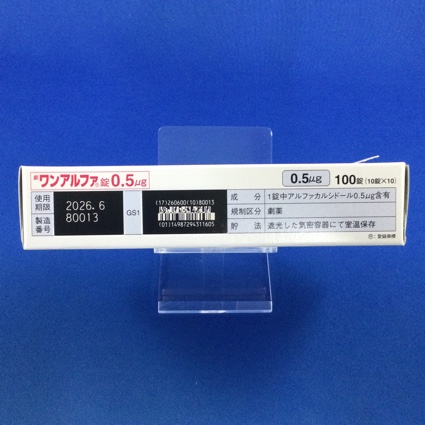 劇 ワンアルファ®錠 0.5μg
0.5μg 100錠 (10錠×10)
使用期限 2026.6
製造番号 80013
GS1
(17)260600(10)80013
(01)14987294311605
成分 1錠中アルファカルシドール0.5μg含有
規制区分 劇薬
貯法 遮光した気密容器にて室温保存
®：登録商標